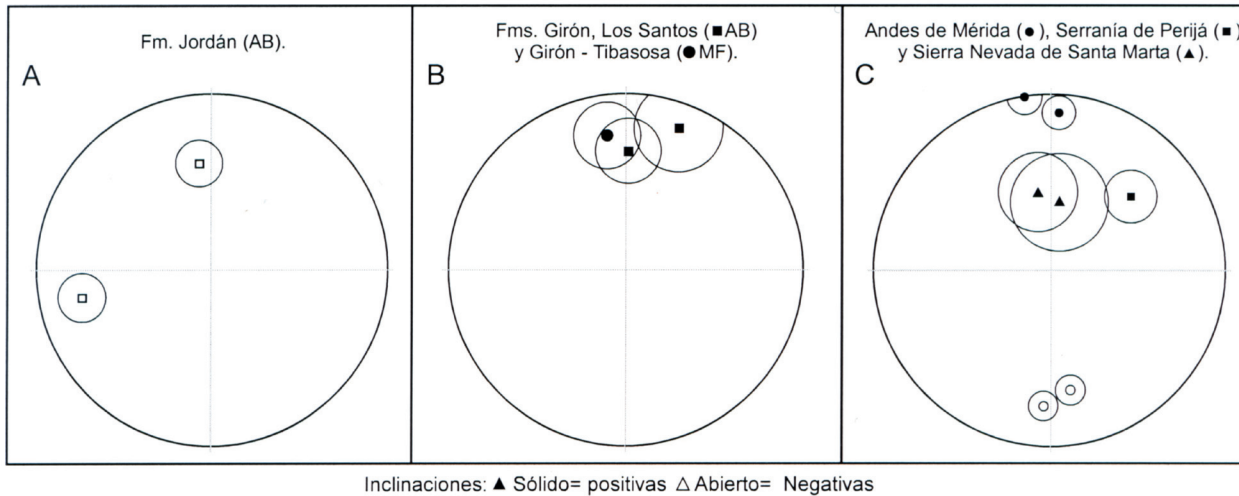 Fm. Jordán (AB).
A
Fms. Girón, Los Santos (■AB)
y Girón - Tibasosa (●MF).
B
Andes de Mérida (●), Serranía de Perijá (■)
y Sierra Nevada de Santa Marta (▲).
C
Inclinaciones: ▲ Sólido= positivas △ Abierto= Negativas